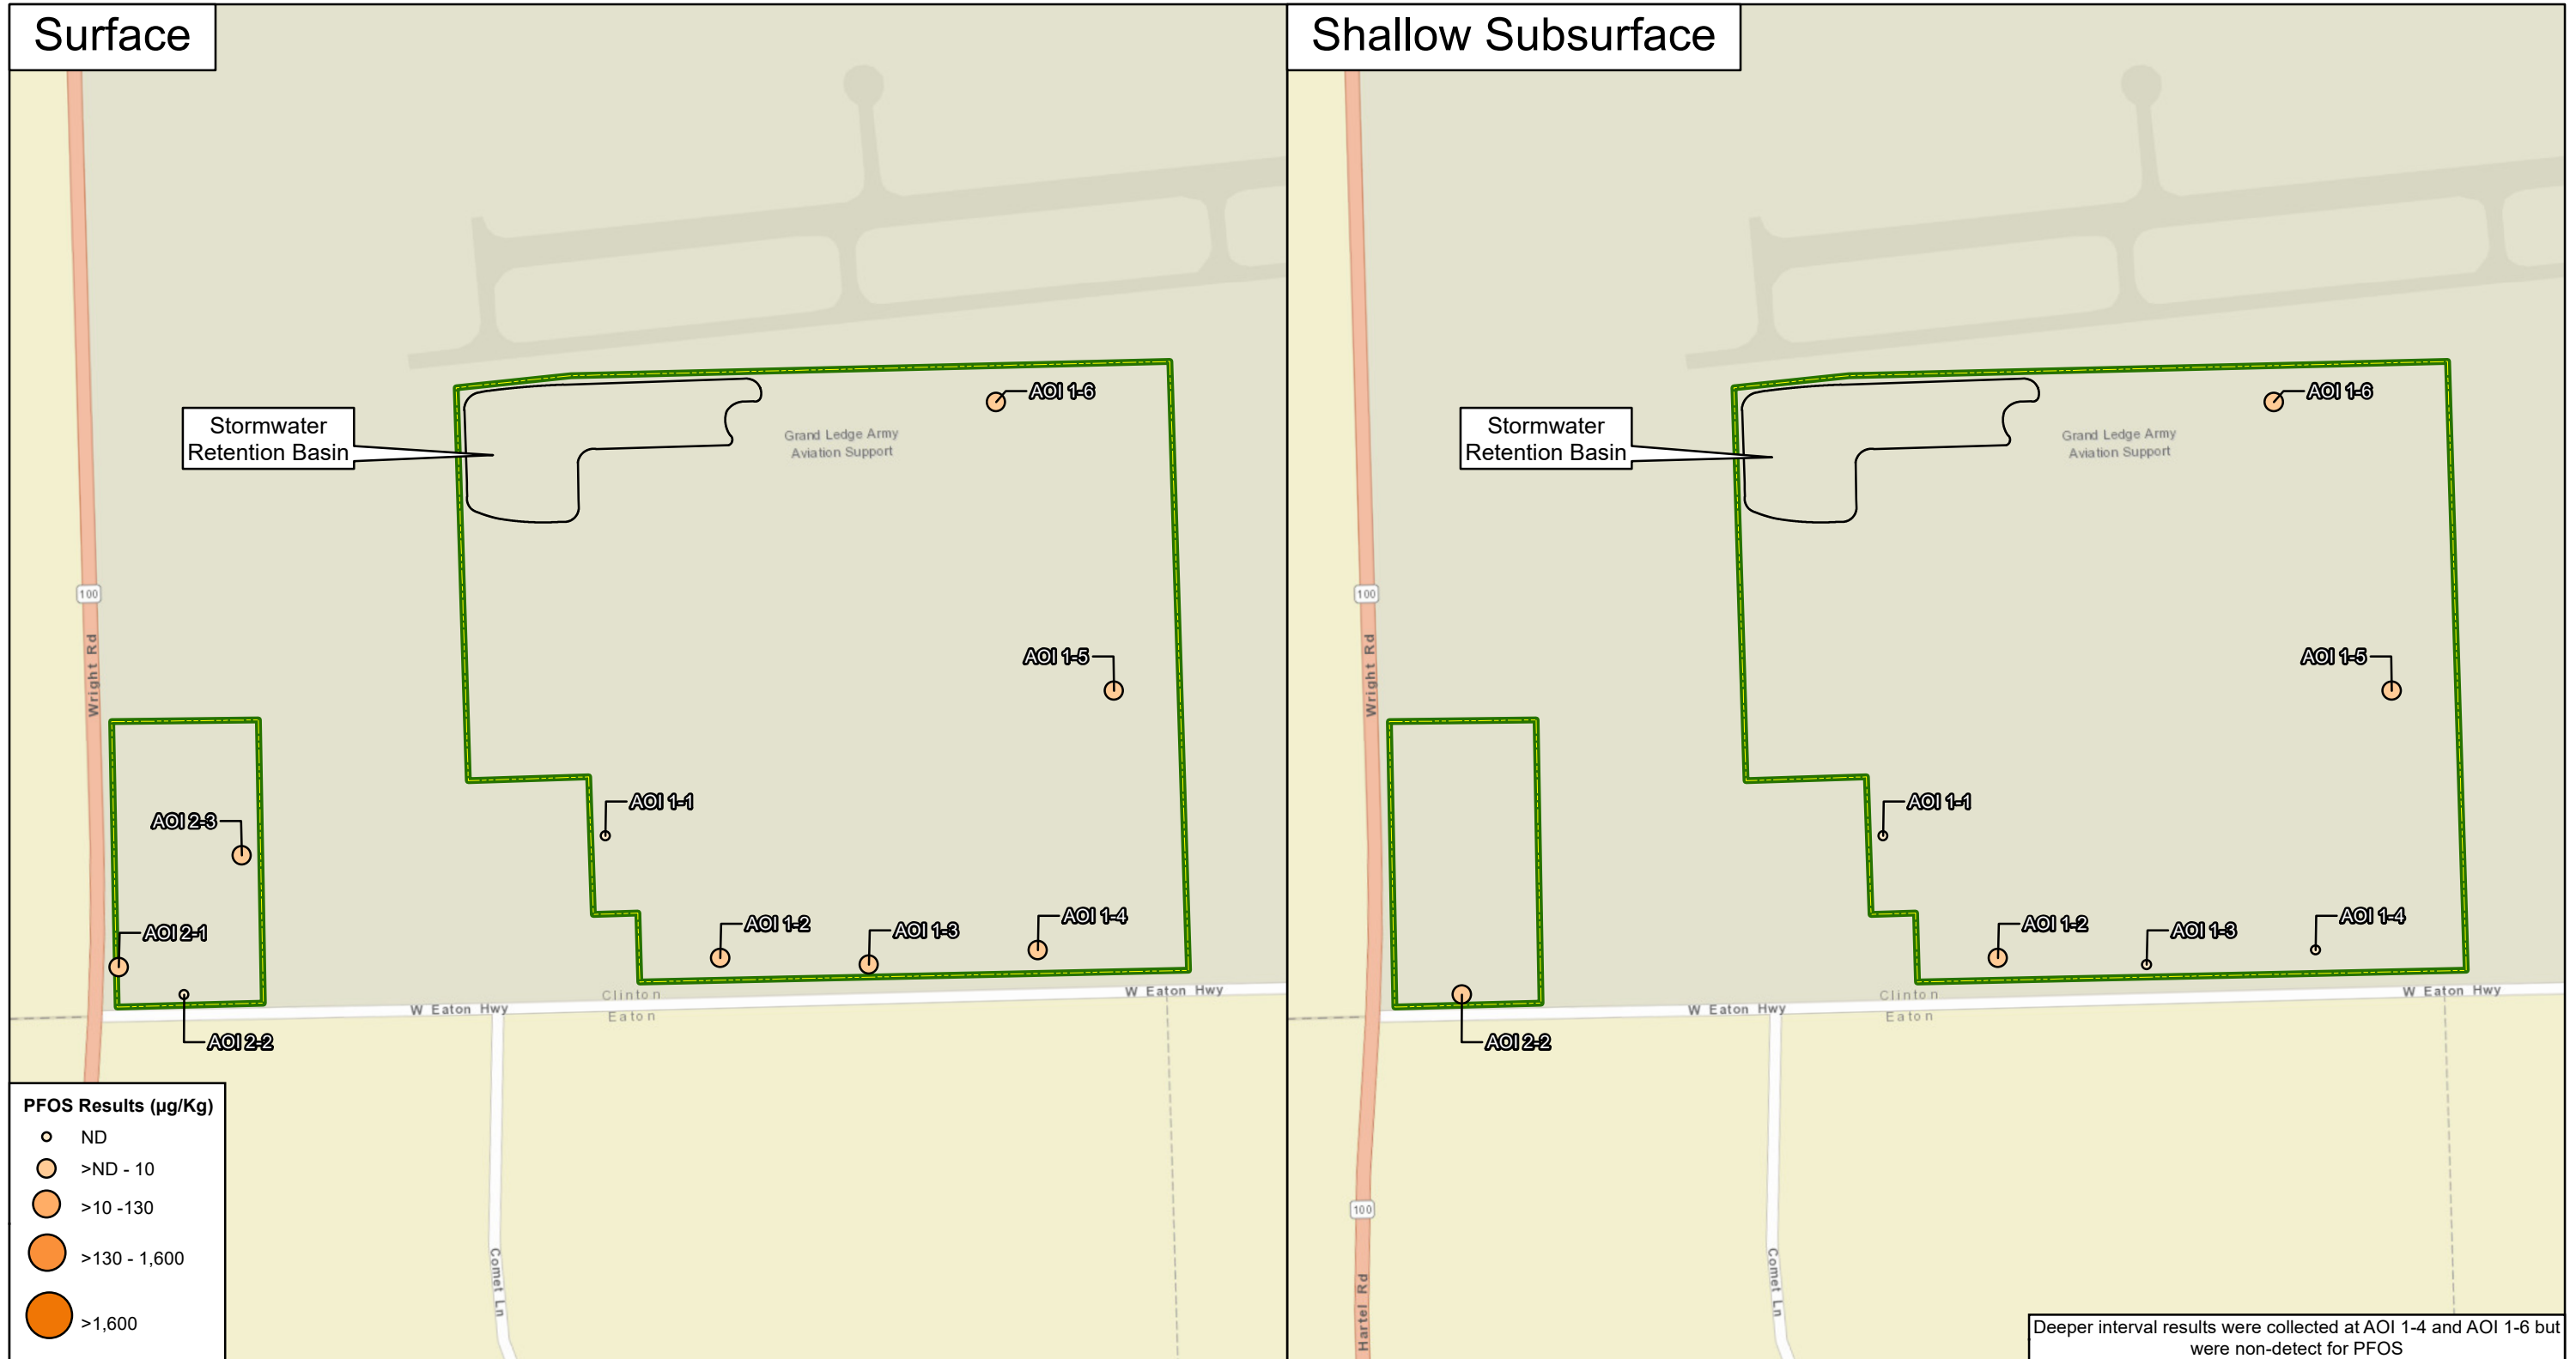 Surface
AOI 1-6
Stormwater
Retention Basin
Grand Ledge Army
Aviation Support
100
Wright Rd
AOI 1-5
AOI 1-1
AOI 2-3
AOI 2-1
AOI 1-2
AOI 1-3
AOI 1-4
W Eaton Hwy
Clinton
Eaton
W Eaton Hwy
AOI 2-2
Comet Ln
PFOS Results (µg/Kg)
ND
>ND - 10
>10 -130
>130 - 1,600
>1,600
Shallow Subsurface
AOI 1-6
Stormwater
Retention Basin
Grand Ledge Army
Aviation Support
100
Wright Rd
AOI 1-5
AOI 1-1
AOI 1-2
AOI 1-3
AOI 1-4
W Eaton Hwy
Clinton
Eaton
W Eaton Hwy
AOI 2-2
100
Hartel Rd
Comet Ln
Deeper interval results were collected at AOI 1-4 and AOI 1-6 but
were non-detect for PFOS